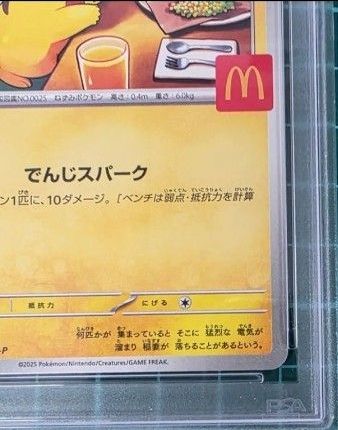 図鑑NO.0025 ねずみポケモン 高さ:0.4m 重さ:6.0kg
でんじスパーク
ン1匹に、10ダメージ。[ベンチは弱点・抵抗力を計算
抵抗力 にげる
何匹かが 集まっていると そこに 猛烈な 電気が
溜まり 稲妻が 落ちることがあるという。
-P
©2025 Pokémon/Nintendo/Creatures/GAME FREAK.
PSA